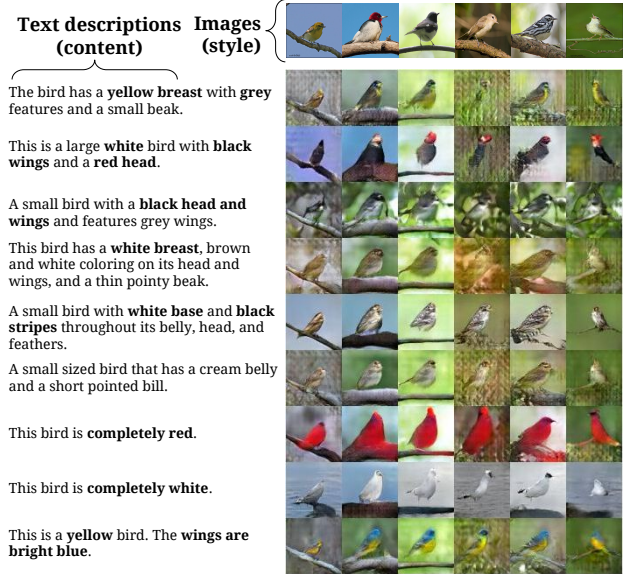 Text descriptions
(content)
Images
(style)
The bird has a yellow breast with grey
features and a small beak.
This is a large white bird with black
wings and a red head.
A small bird with a black head and
wings and features grey wings.
This bird has a white breast, brown
and white coloring on its head and
wings, and a thin pointy beak.
A small bird with white base and black
stripes throughout its belly, head, and
feathers.
A small sized bird that has a cream belly
and a short pointed bill.
This bird is completely red.
This bird is completely white.
This is a yellow bird. The wings are
bright blue.